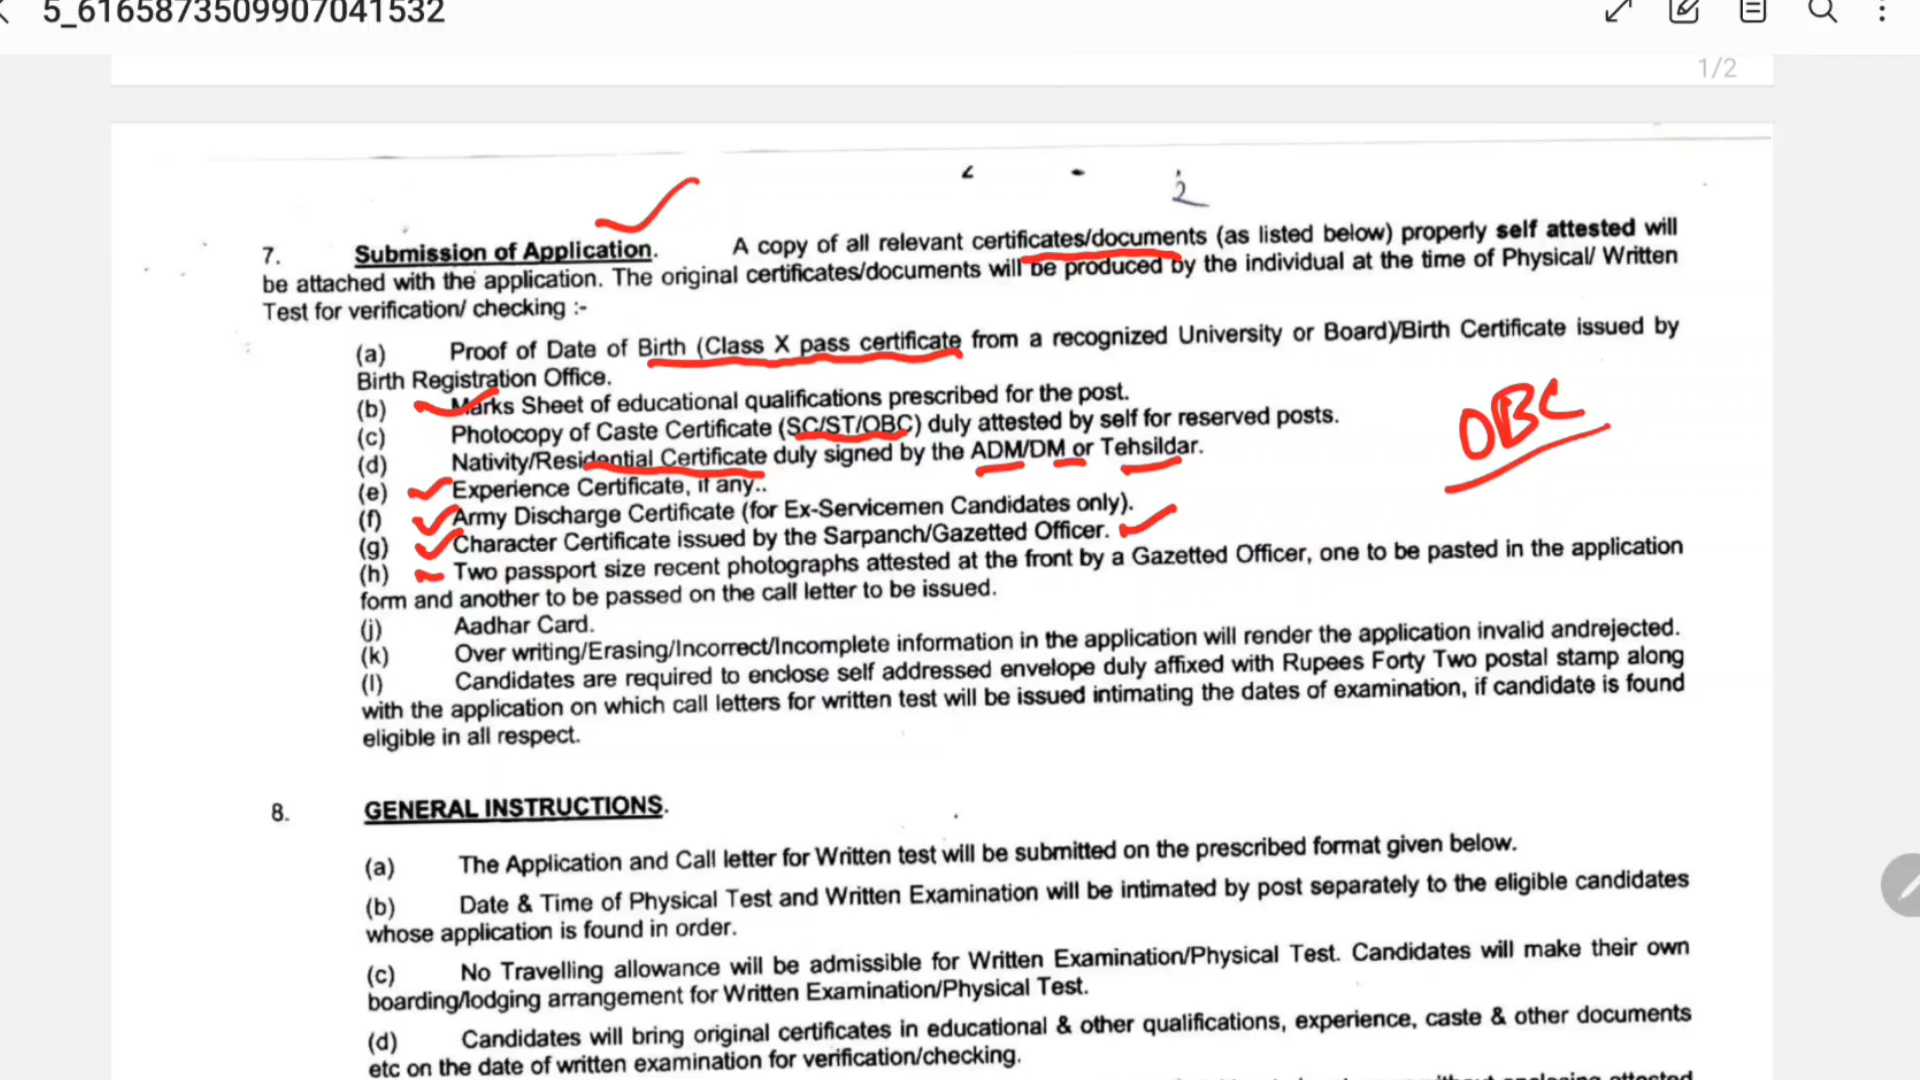 5_6165873509907041532
1/2
2
7. Submission of Application. A copy of all relevant certificates/documents (as listed below) properly self attested will
be attached with the application. The original certificates/documents will be produced by the individual at the time of Physical/ Written
Test for verification/ checking :-
(a) Proof of Date of Birth (Class X pass certificate from a recognized University or Board)/Birth Certificate issued by
Birth Registration Office.
(b) Marks Sheet of educational qualifications prescribed for the post.
(c) Photocopy of Caste Certificate (SC/ST/OBC) duly attested by self for reserved posts.
OBC
(d) Nativity/Residential Certificate duly signed by the ADM/DM or Tehsildar.
(e) Experience Certificate, if any..
(f) Army Discharge Certificate (for Ex-Servicemen Candidates only).
(g) Character Certificate issued by the Sarpanch/Gazetted Officer.
(h) Two passport size recent photographs attested at the front by a Gazetted Officer, one to be pasted in the application
form and another to be passed on the call letter to be issued.
(j) Aadhar Card.
(k) Over writing/Erasing/Incorrect/Incomplete information in the application will render the application invalid andrejected.
(l) Candidates are required to enclose self addressed envelope duly affixed with Rupees Forty Two postal stamp along
with the application on which call letters for written test will be issued intimating the dates of examination, if candidate is found
eligible in all respect.
8. GENERAL INSTRUCTIONS.
(a) The Application and Call letter for Written test will be submitted on the prescribed format given below.
(b) Date & Time of Physical Test and Written Examination will be intimated by post separately to the eligible candidates
whose application is found in order.
(c) No Travelling allowance will be admissible for Written Examination/Physical Test. Candidates will make their own
boarding/lodging arrangement for Written Examination/Physical Test.
(d) Candidates will bring original certificates in educational & other qualifications, experience, caste & other documents
etc on the date of written examination for verification/checking.